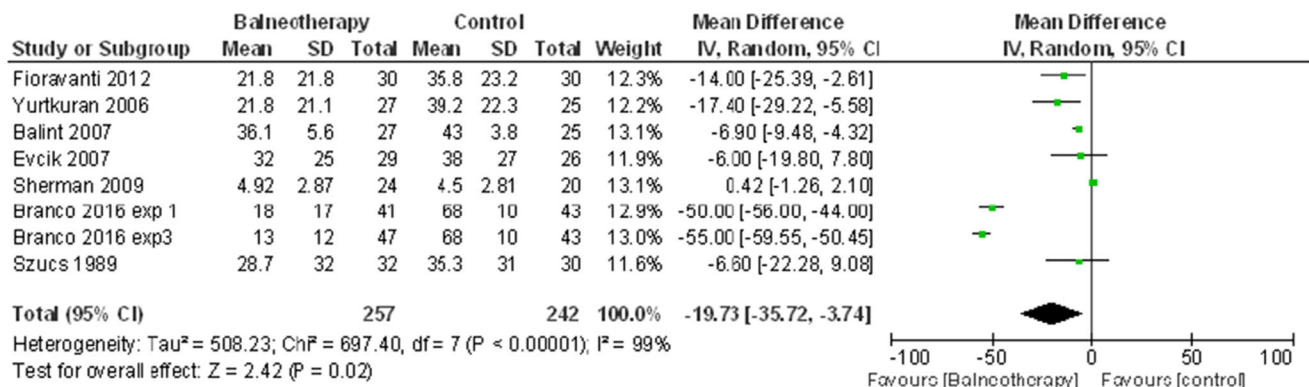 Balneotherapy Control Mean Difference Mean Difference
Study or Subgroup Mean SD Total Mean SD Total Weight IV, Random, 95% CI IV, Random, 95% CI
Fioravanti 2012 21.8 21.8 30 35.8 23.2 30 12.3% -14.00 [-25.39, -2.61]
Yurtkuran 2006 21.8 21.1 27 39.2 22.3 25 12.2% -17.40 [-29.22, -5.58]
Balint 2007 36.1 5.6 27 43 3.8 25 13.1% -6.90 [-9.48, -4.32]
Evcik 2007 32 25 29 38 27 26 11.9% -6.00 [-19.80, 7.80]
Sherman 2009 4.92 2.87 24 4.5 2.81 20 13.1% 0.42 [-1.26, 2.10]
Branco 2016 exp 1 18 17 41 68 10 43 12.9% -50.00 [-56.00, -44.00]
Branco 2016 exp3 13 12 47 68 10 43 13.0% -55.00 [-59.55, -50.45]
Szucs 1989 28.7 32 32 35.3 31 30 11.6% -6.60 [-22.28, 9.08]
Total (95% CI) 257 242 100.0% -19.73 [-35.72, -3.74]
Heterogeneity: Tau² = 508.23; Chi² = 697.40, df = 7 (P < 0.00001); I² = 99%
Test for overall effect: Z = 2.42 (P = 0.02)
-100 -50 0 50 100
Favours [Balneotherapy] Favours [control]